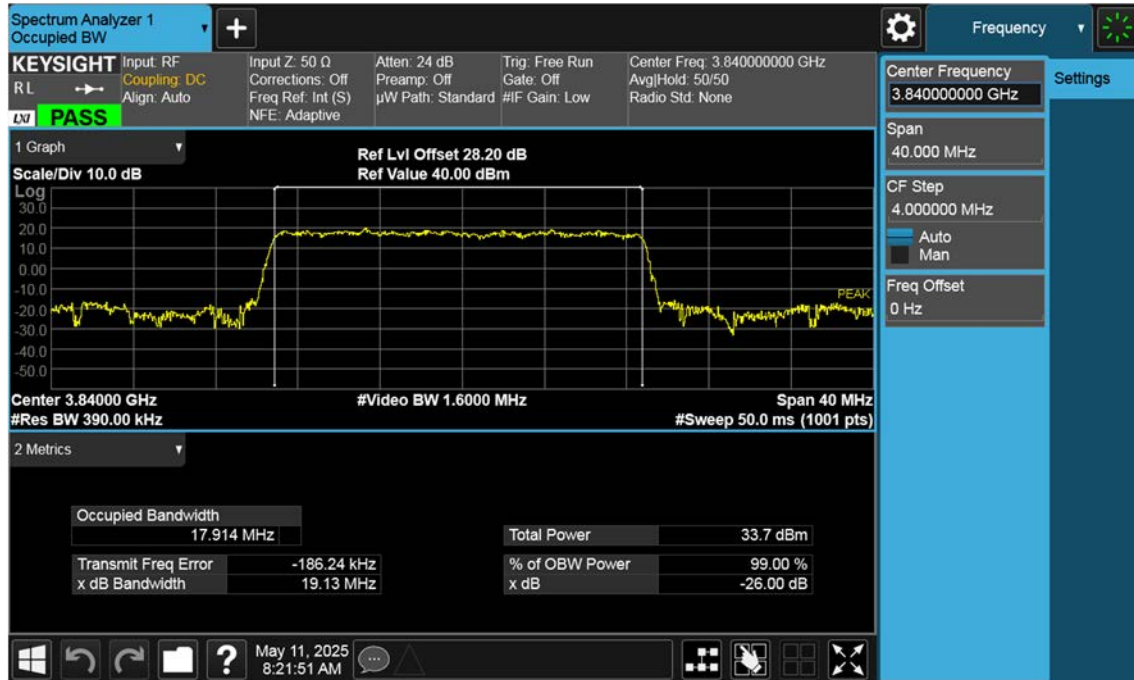 Spectrum Analyzer 1
Occupied BW
Frequency
KEYSIGHT
R L
LXI
PASS
Input: RF
Coupling: DC
Align: Auto
Input Z: 50 Ω
Corrections: Off
Freq Ref: Int (S)
NFE: Adaptive
Atten: 24 dB
Preamp: Off
µW Path: Standard
Trig: Free Run
Gate: Off
#IF Gain: Low
Center Freq: 3.840000000 GHz
Avg|Hold: 50/50
Radio Std: None
Center Frequency
3.840000000 GHz
Settings
Span
40.000 MHz
CF Step
4.000000 MHz
Auto
Man
Freq Offset
0 Hz
1 Graph
Scale/Div 10.0 dB
Ref Lvl Offset 28.20 dB
Ref Value 40.00 dBm
Log
30.0
20.0
10.0
0.00
-10.0
-20.0
-30.0
-40.0
-50.0
PEAK
Center 3.84000 GHz
#Video BW 1.6000 MHz
Span 40 MHz
#Res BW 390.00 kHz
#Sweep 50.0 ms (1001 pts)
2 Metrics
Occupied Bandwidth
17.914 MHz
Total Power 33.7 dBm
Transmit Freq Error -186.24 kHz
% of OBW Power 99.00 %
x dB Bandwidth 19.13 MHz
x dB -26.00 dB
?
May 11, 2025
8:21:51 AM